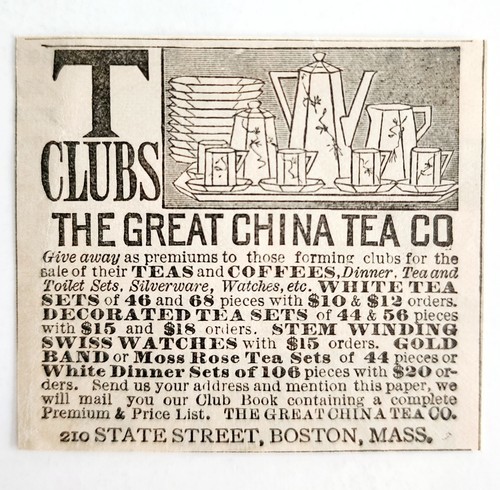 T
CLUBS
THE GREAT CHINA TEA CO
Give away as premiums to those forming clubs for the
sale of their TEAS and COFFEES, Dinner, Tea and
Toilet Sets, Silverware, Watches, etc. WHITE TEA
SETS of 46 and 68 pieces with $10 & $12 orders.
DECORATED TEA SETS of 44 & 56 pieces
with $15 and $18 orders. STEM WINDING
SWISS WATCHES with $15 orders. GOLD
BAND or Moss Rose Tea Sets of 44 pieces or
White Dinner Sets of 106 pieces with $20 or-
ders. Send us your address and mention this paper, we
will mail you our Club Book containing a complete
Premium & Price List. THE GREAT CHINA TEA CO.
210 STATE STREET, BOSTON, MASS.